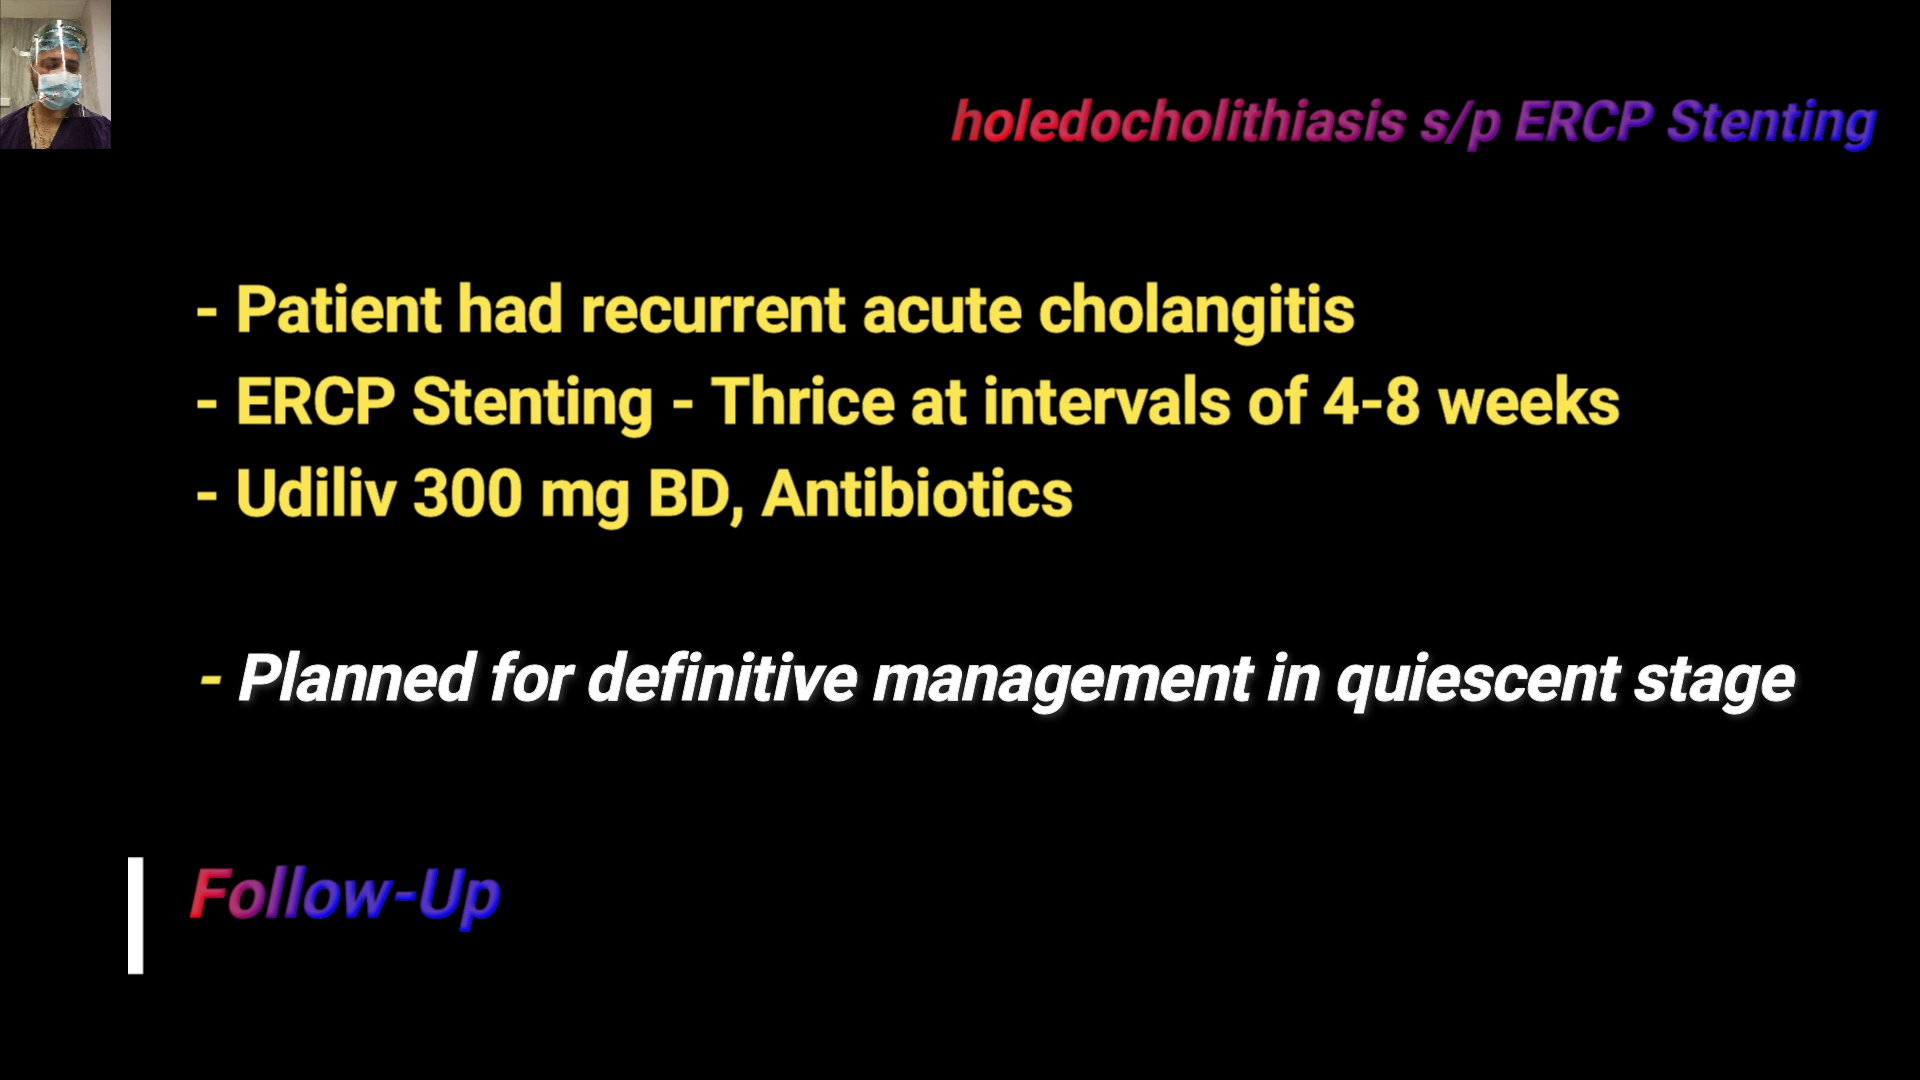 holedocholithiasis s/p ERCP Stenting
- Patient had recurrent acute cholangitis
- ERCP Stenting - Thrice at intervals of 4-8 weeks
- Udiliv 300 mg BD, Antibiotics
- Planned for definitive management in quiescent stage
Follow-Up